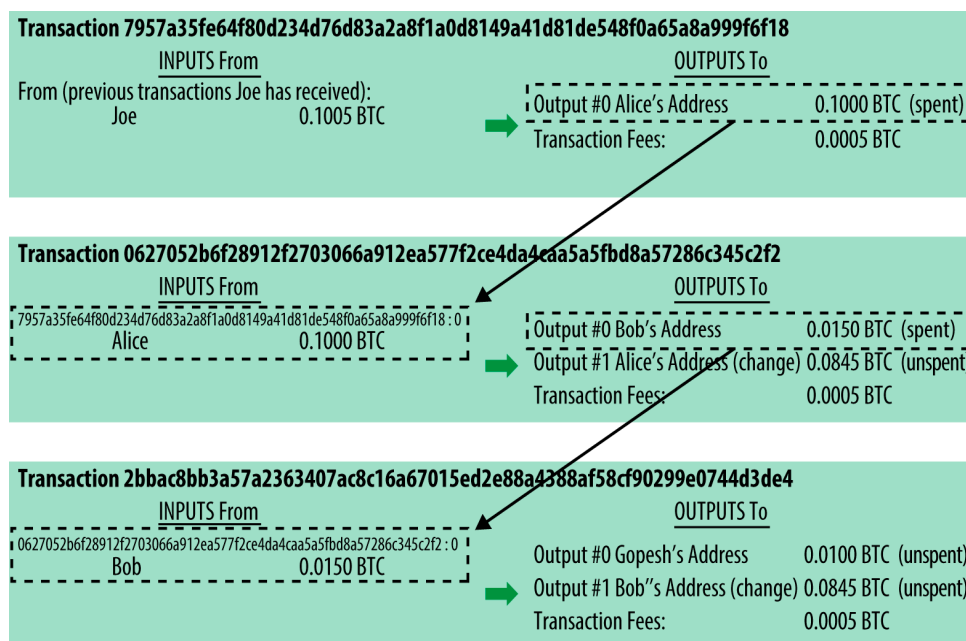 Transaction 7957a35fe64f80d234d76d83a2a8f1a0d8149a41d81de548f0a65a8a999f6f18
INPUTS From OUTPUTS To
From (previous transactions Joe has received):
Joe 0.1005 BTC
Output #0 Alice's Address 0.1000 BTC (spent)
Transaction Fees: 0.0005 BTC
Transaction 0627052b6f28912f2703066a912ea577f2ce4da4caa5a5fbd8a57286c345c2f2
INPUTS From OUTPUTS To
7957a35fe64f80d234d76d83a2a8f1a0d8149a41d81de548f0a65a8a999f6f18 : 0
Alice 0.1000 BTC
Output #0 Bob's Address 0.0150 BTC (spent)
Output #1 Alice's Address (change) 0.0845 BTC (unspent)
Transaction Fees: 0.0005 BTC
Transaction 2bbac8bb3a57a2363407ac8c16a67015ed2e88a4388af58cf90299e0744d3de4
INPUTS From OUTPUTS To
0627052b6f28912f2703066a912ea577f2ce4da4caa5a5fbd8a57286c345c2f2 : 0
Bob 0.0150 BTC
Output #0 Gopesh's Address 0.0100 BTC (unspent)
Output #1 Bob''s Address (change) 0.0845 BTC (unspent)
Transaction Fees: 0.0005 BTC